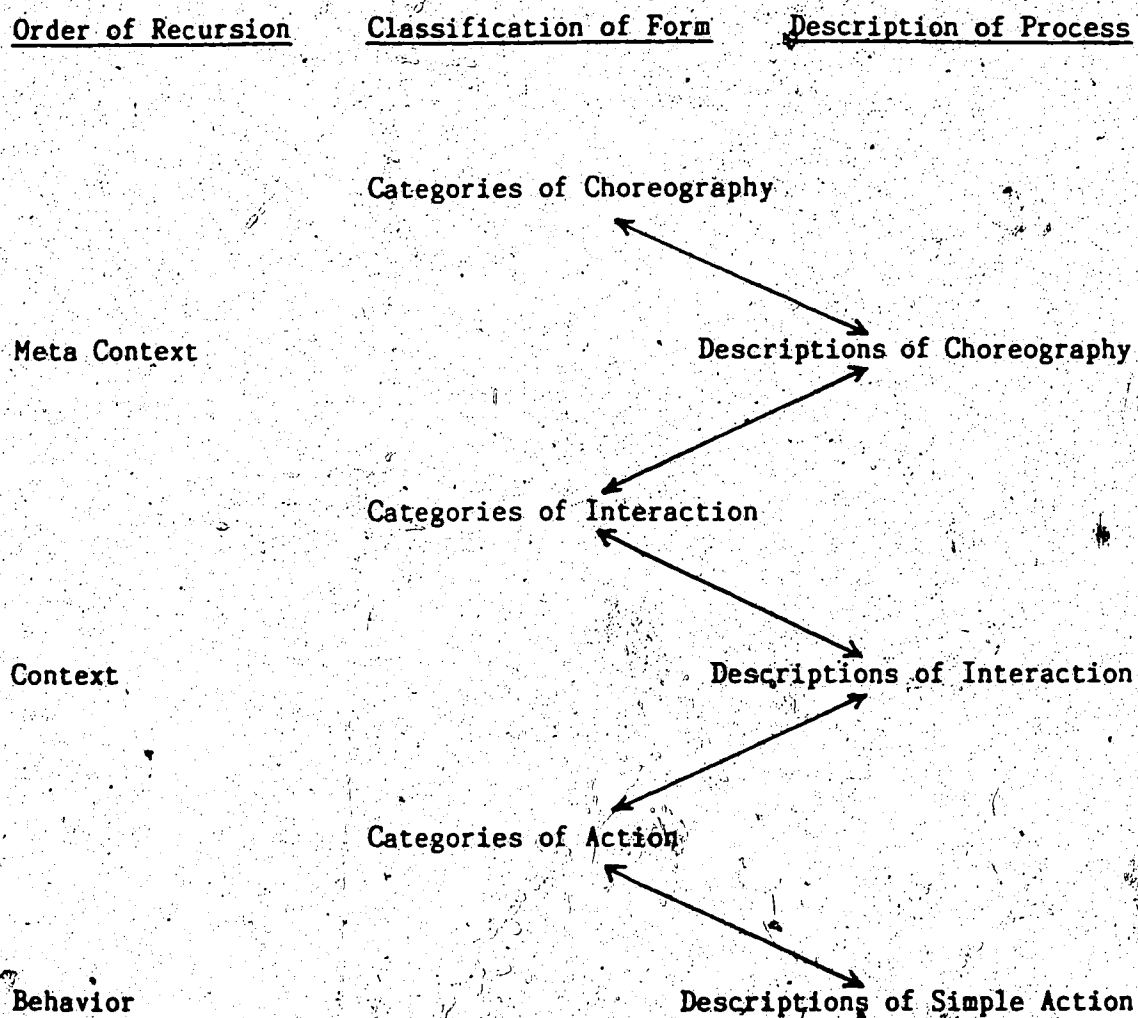 Order of Recursion Classification of Form Description of Process
Categories of Choreography
Meta Context Descriptions of Choreography
Categories of Interaction
Context Descriptions of Interaction
Categories of Action
Behavior Descriptions of Simple Action